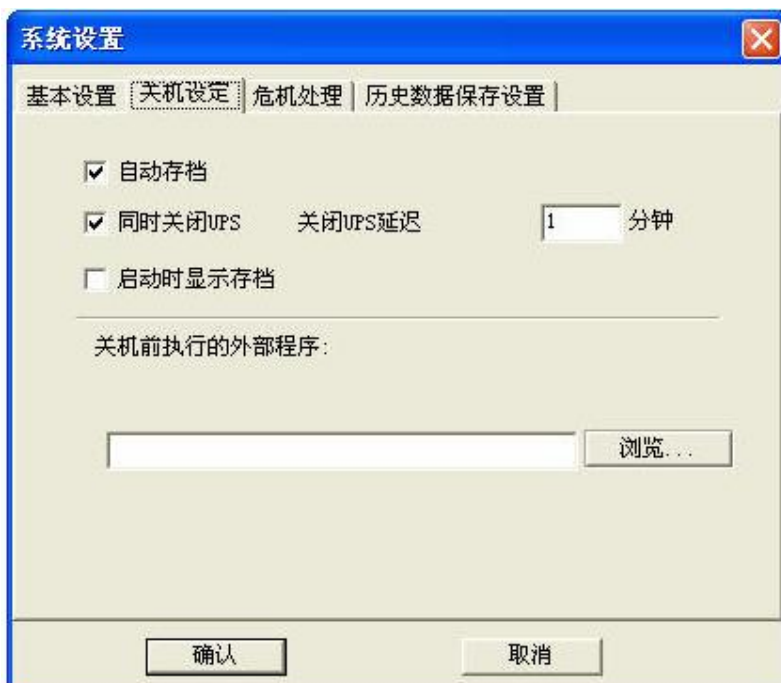 系统设置
基本设置 关机设定 危机处理 历史数据保存设置
自动存档
同时关闭UPS 关闭UPS延迟 1 分钟
启动时显示存档
关机前执行的外部程序:
浏览...
确认 取消